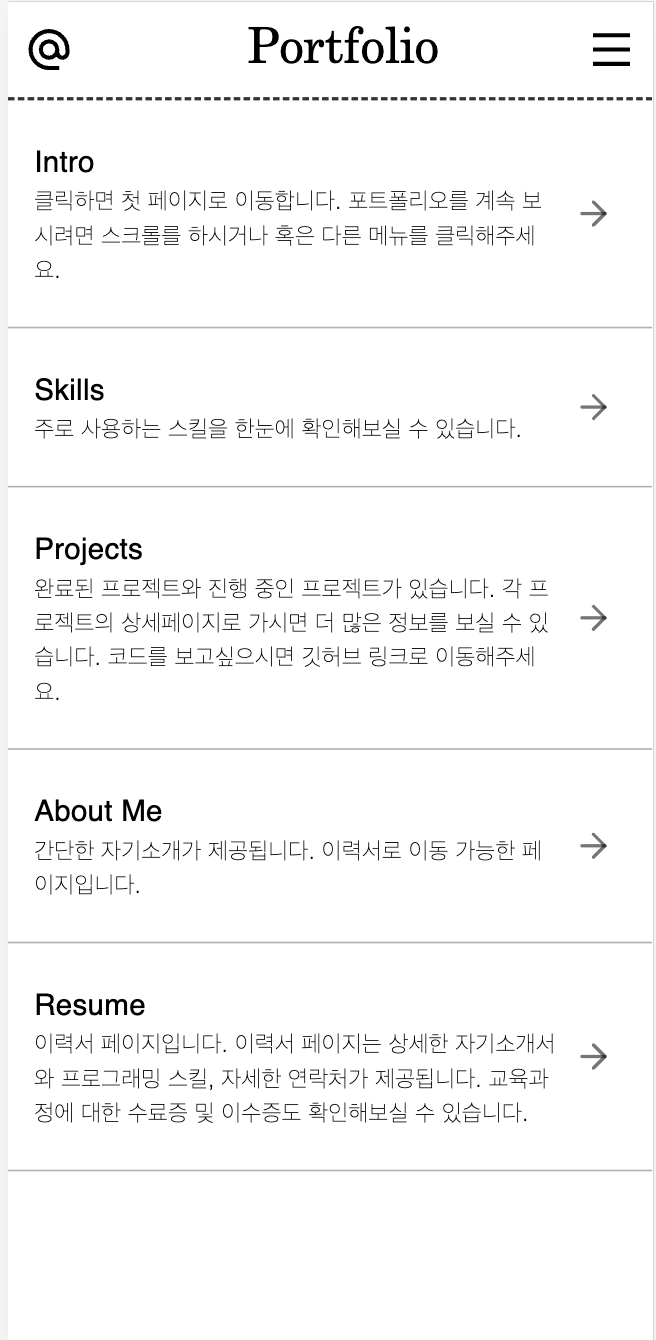 @ Portfolio
Intro
클릭하면 첫 페이지로 이동합니다. 포트폴리오를 계속 보
시려면 스크롤를 하시거나 혹은 다른 메뉴를 클릭해주세
요.
Skills
주로 사용하는 스킬을 한눈에 확인해보실 수 있습니다.
Projects
완료된 프로젝트와 진행 중인 프로젝트가 있습니다. 각 프
로젝트의 상세페이지로 가시면 더 많은 정보를 보실 수 있
습니다. 코드를 보고싶으시면 깃허브 링크로 이동해주세
요.
About Me
간단한 자기소개가 제공됩니다. 이력서로 이동 가능한 페
이지입니다.
Resume
이력서 페이지입니다. 이력서 페이지는 상세한 자기소개서
와 프로그래밍 스킬, 자세한 연락처가 제공됩니다. 교육과
정에 대한 수료증 및 이수증도 확인해보실 수 있습니다.